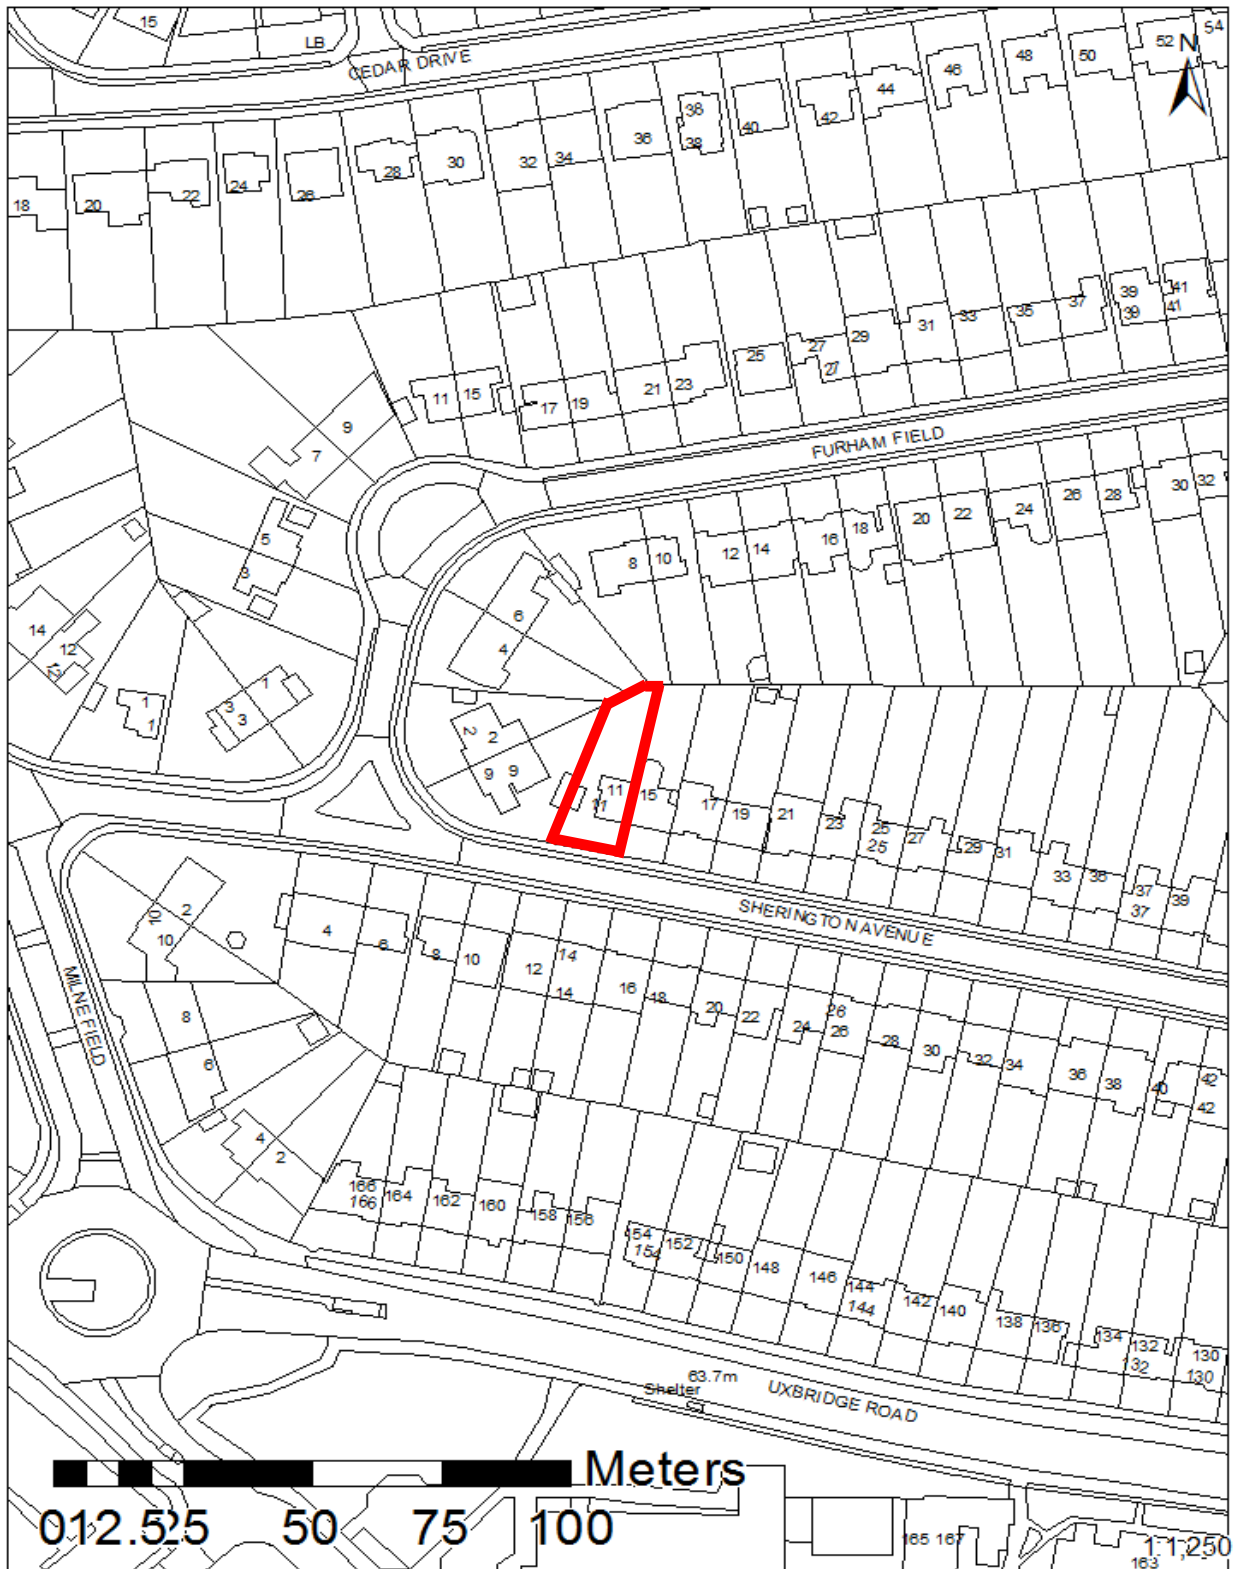 15
LB
CEDAR DRIVE
N
18 20 22 24 26 28 30 32 34 36 38 38 40 42 44 46 48 50 52 54
11 15 17 19 21 23 25 27 27 29 31 33 35 37 39 39 41 41
FURHAM FIELD
9
7
5
3
8 10 12 14 16 18 20 22 24 26 28 30 32
6
4
14
12
12
1
1
1
3
3
2
2
9 9
11
11
15 17 19 21 23 25 25 27 29 31 33 35 37 37 39
SHERINGTON AVENUE
2
10
10
4 6 8 10 12 14 14 16 18 20 22 24 26 26 28 30 32 34 36 38 40 42 42
MILNE FIELD
8
6
4
2
166 166 164 162 160 158 156 154 154 152 150 148 146 144 144 142 140 138 136 134 132 132 130 130
63.7m
Shelter
UXBRIDGE ROAD
Meters
0 12.5 25 50 75 100
165 167
163
1:1,250